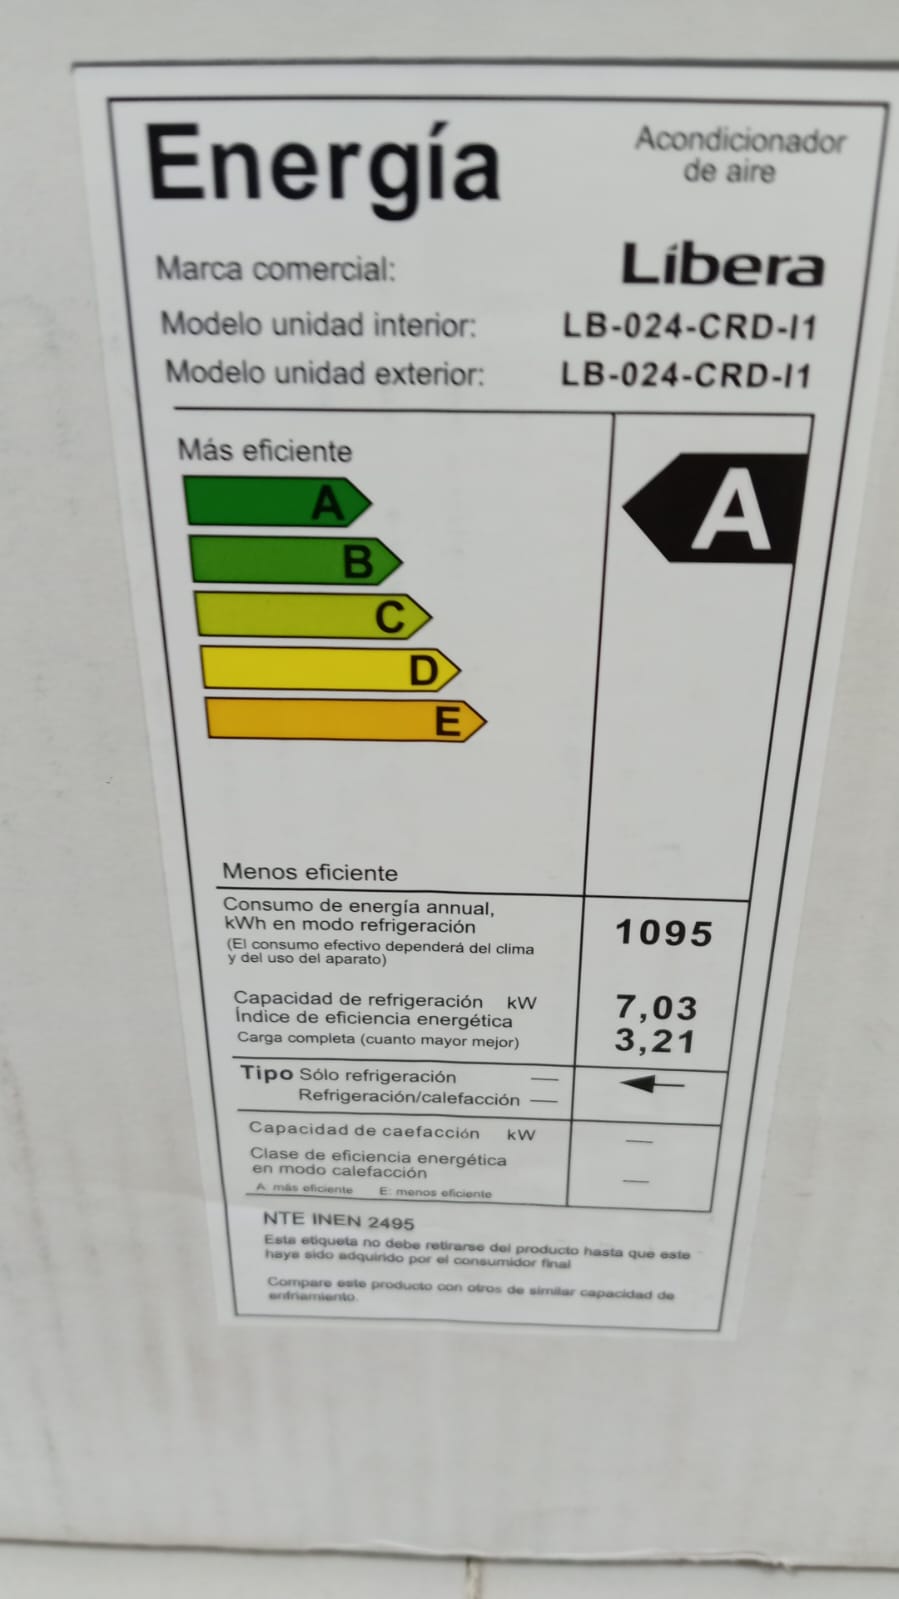 Energía
Acondicionador
de aire
Marca comercial: Líbera
Modelo unidad interior: LB-024-CRD-I1
Modelo unidad exterior: LB-024-CRD-I1
Más eficiente
A
A
B
C
D
E
Menos eficiente
Consumo de energía annual,
kWh en modo refrigeración 1095
(El consumo efectivo dependerá del clima
y del uso del aparato)
Capacidad de refrigeración kW 7,03
Índice de eficiencia energética 3,21
Carga completa (cuanto mayor mejor)
Tipo Sólo refrigeración —
Refrigeración/calefacción —
Capacidad de caefacción kW —
Clase de eficiencia energética
en modo calefacción —
A: más eficiente E: menos eficiente
NTE INEN 2495
Esta etiqueta no debe retirarse del producto hasta que este
haya sido adquirido por el consumidor final
Compare este producto con otros de similar capacidad de
enfriamiento.